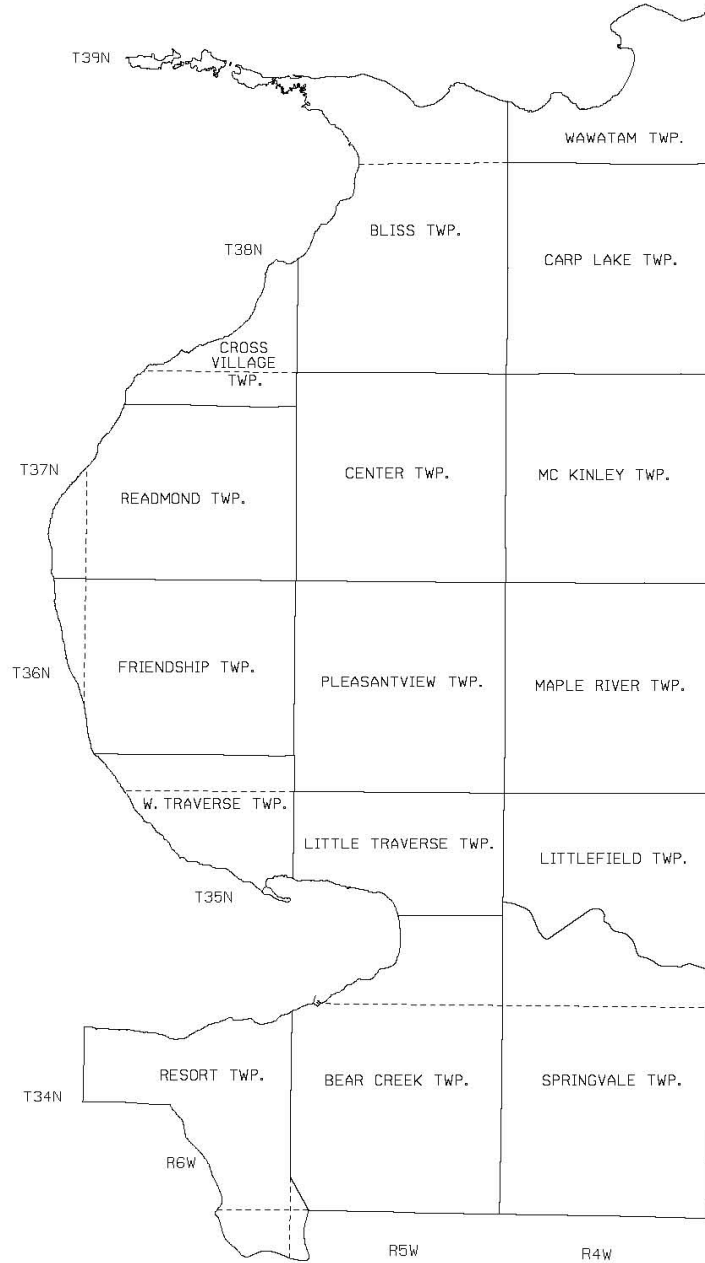 T39N
WAWATAM TWP.
BLISS TWP.
T38N
CARP LAKE TWP.
CROSS
VILLAGE
TWP.
T37N
READMOND TWP.
CENTER TWP.
MC KINLEY TWP.
T36N
FRIENDSHIP TWP.
PLEASANTVIEW TWP.
MAPLE RIVER TWP.
W. TRAVERSE TWP.
LITTLE TRAVERSE TWP.
LITTLEFIELD TWP.
T35N
RESORT TWP.
BEAR CREEK TWP.
SPRINGVALE TWP.
T34N
R6W
R5W
R4W